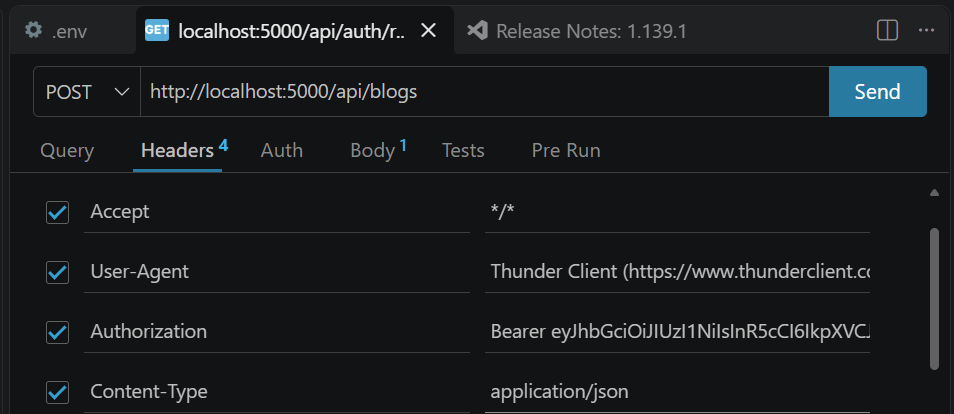 .env GET localhost:5000/api/auth/r.. Release Notes: 1.139.1
POST http://localhost:5000/api/blogs Send
Query Headers 4 Auth Body 1 Tests Pre Run
Accept */*
User-Agent Thunder Client (https://www.thunderclient.co
Authorization Bearer eyJhbGciOiJIUzI1NiIsInR5cCI6IkpXVCJ
Content-Type application/json